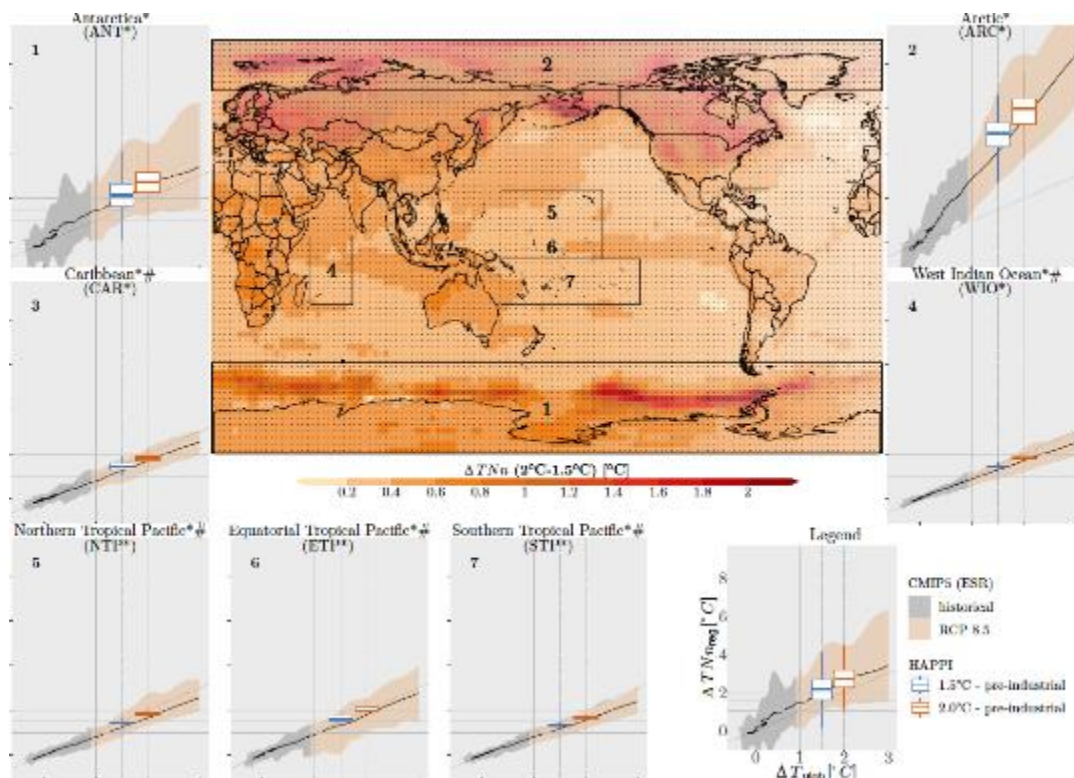 Antarctica*
(ANT*)
1
Arctic*
(ARC*)
2
2
3
4
5
6
7
1
Caribbean*#
(CAR*)
3
West Indian Ocean*#
(WIO*)
4
ΔTNn (2°C-1.5°C) [°C]
0.2 0.4 0.6 0.8 1 1.2 1.4 1.6 1.8 2
Northern Tropical Pacific*#
5
Equatorial Tropical Pacific*#
6
Southern Tropical Pacific*#
7
Legend
ΔTNn_reg [°C]
8
6
4
2
0
0 1 2 3
ΔT_glob [°C]
CMIP5 (ESR)
historical
RCP 8.5
HAPPI
1.5°C - pre-industrial
2.0°C - pre-industrial